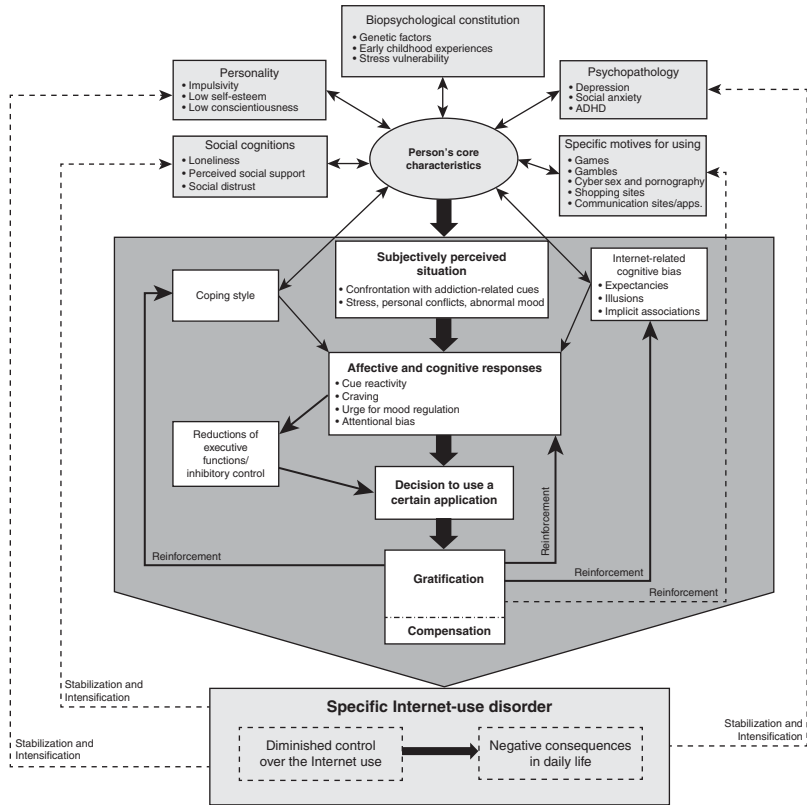 Biopsychological constitution
• Genetic factors
• Early childhood experiences
• Stress vulnerability
Personality
• Impulsivity
• Low self-esteem
• Low conscientiousness
Psychopathology
• Depression
• Social anxiety
• ADHD
Social cognitions
• Loneliness
• Perceived social support
• Social distrust
Person's core
characteristics
Specific motives for using
• Games
• Gambles
• Cyber sex and pornography
• Shopping sites
• Communication sites/apps.
Subjectively perceived
situation
• Confrontation with addiction-related cues
• Stress, personal conflicts, abnormal mood
Coping style
Internet-related
cognitive bias
• Expectancies
• Illusions
• Implicit associations
Affective and cognitive responses
• Cue reactivity
• Craving
• Urge for mood regulation
• Attentional bias
Reductions of
executive
functions/
inhibitory control
Decision to use a
certain application
Reinforcement
Reinforcement
Gratification
Reinforcement
Reinforcement
Compensation
Stabilization and
Intensification
Specific Internet-use disorder
Stabilization and
Intensification
Diminished control
over the Internet use
Negative consequences
in daily life
Stabilization and
Intensification